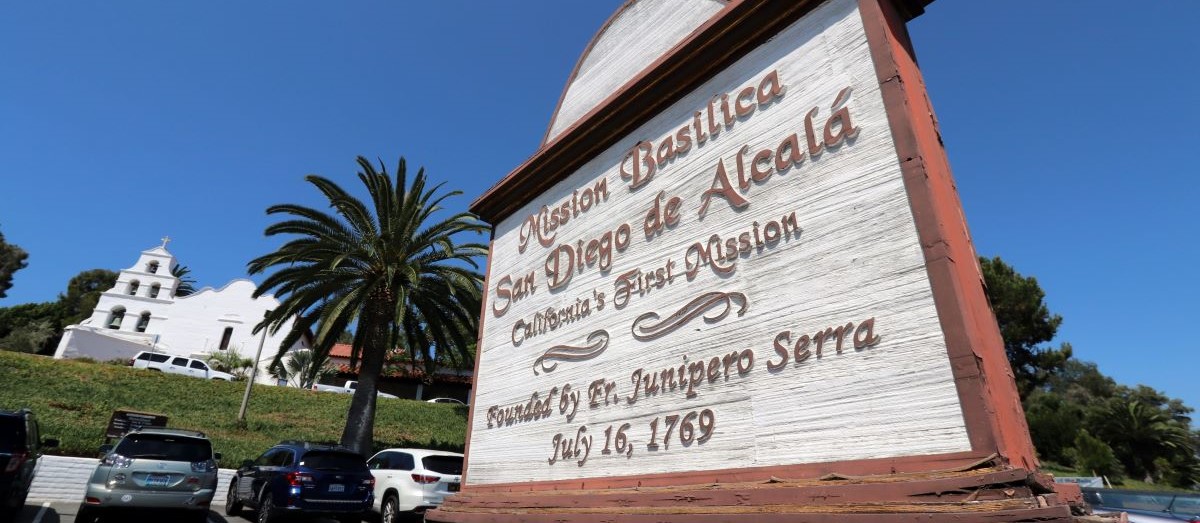 Mission Basilica
San Diego de Alcalá
California's First Mission
Founded by Fr. Junipero Serra
July 16, 1769